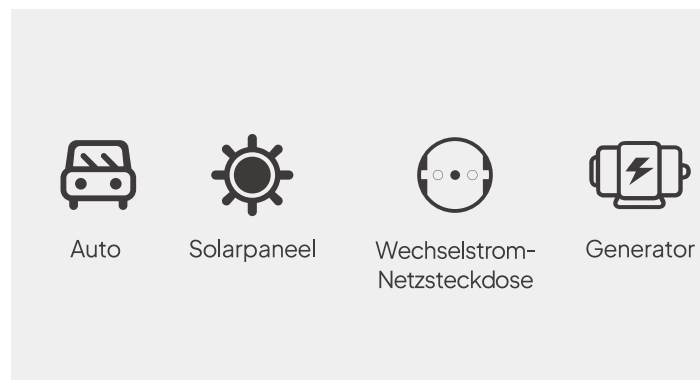 Auto
Solarpaneel
Wechselstrom-
Netzsteckdose
Generator